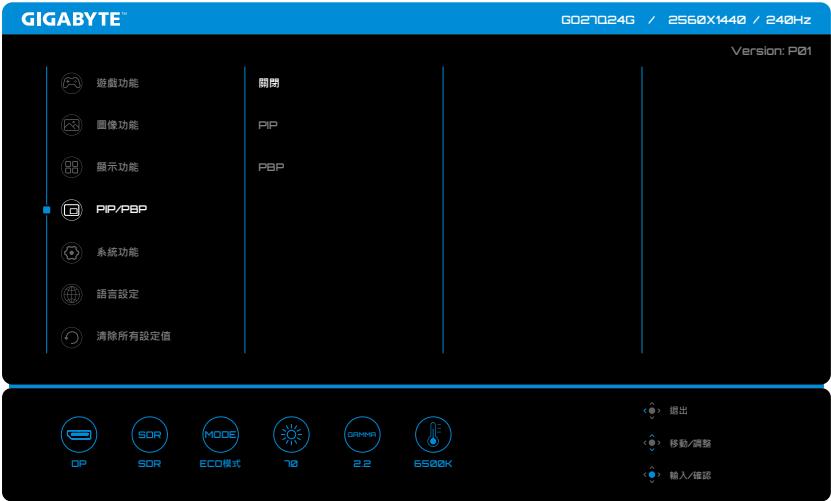 GIGABYTE™
GO27Q24G / 2560X1440 / 240Hz
Version: P01
遊戲功能
關閉
圖像功能
PIP
顯示功能
PBP
PIP/PBP
系統功能
語言設定
清除所有設定值
SDR
MODE
GAMMA
DP
SDR
ECO模式
70
2.2
6500K
退出
移動/調整
輸入/確認